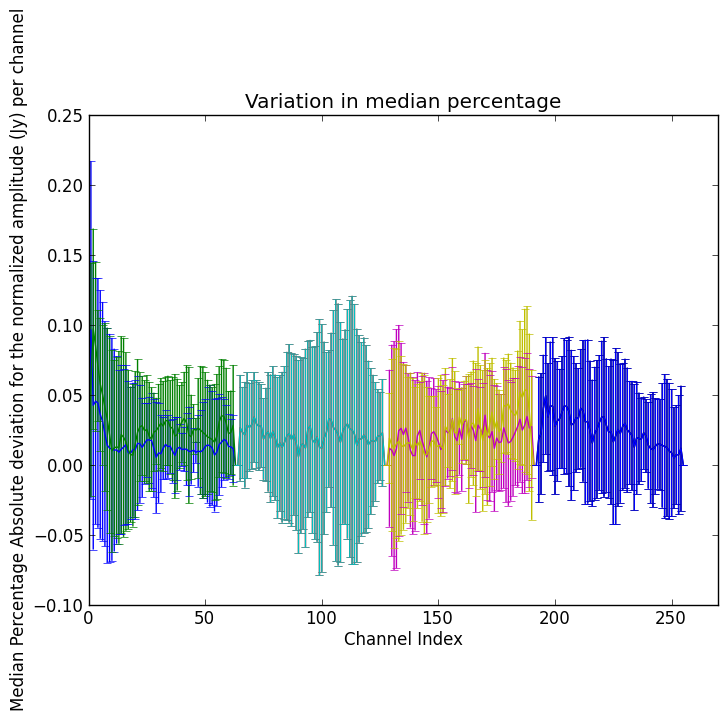 Variation in median percentage
Median Percentage Absolute deviation for the normalized amplitude (Jy) per channel
0.25
0.20
0.15
0.10
0.05
0.00
−0.05
−0.10
0 50 100 150 200 250
Channel Index